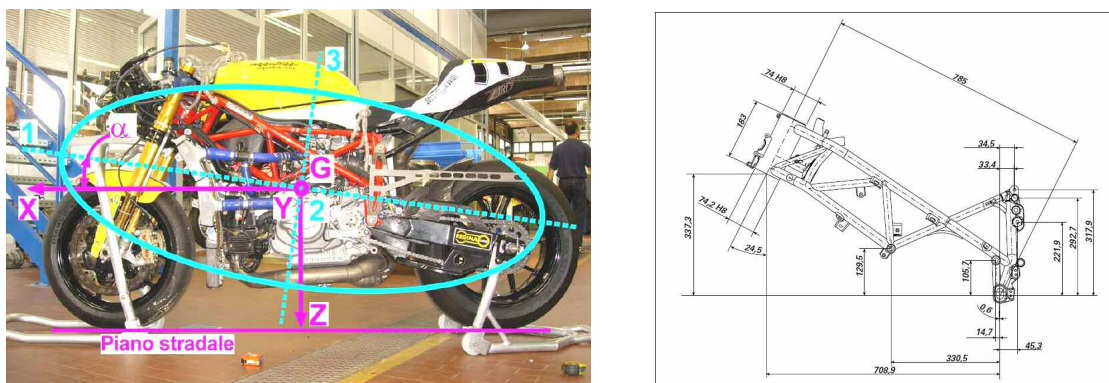 3
1
α
G
X
Y
2
REGINA
Z
Piano stradale
785
74 H8
183
34,5
33,4
74,2 H8
24,5
337,3
129,5
105,7
221,9
292,7
317,9
0,6
14,7
45,3
330,5
708,9